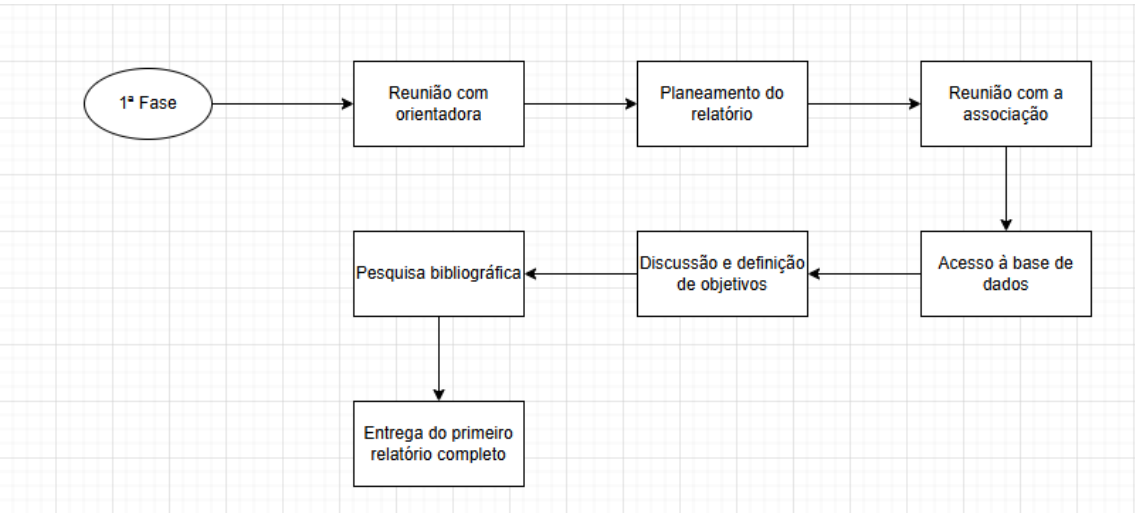 1ª Fase
Reunião com
orientadora
Planeamento do
relatório
Reunião com a
associação
Acesso à base de
dados
Discussão e definição
de objetivos
Pesquisa bibliográfica
Entrega do primeiro
relatório completo